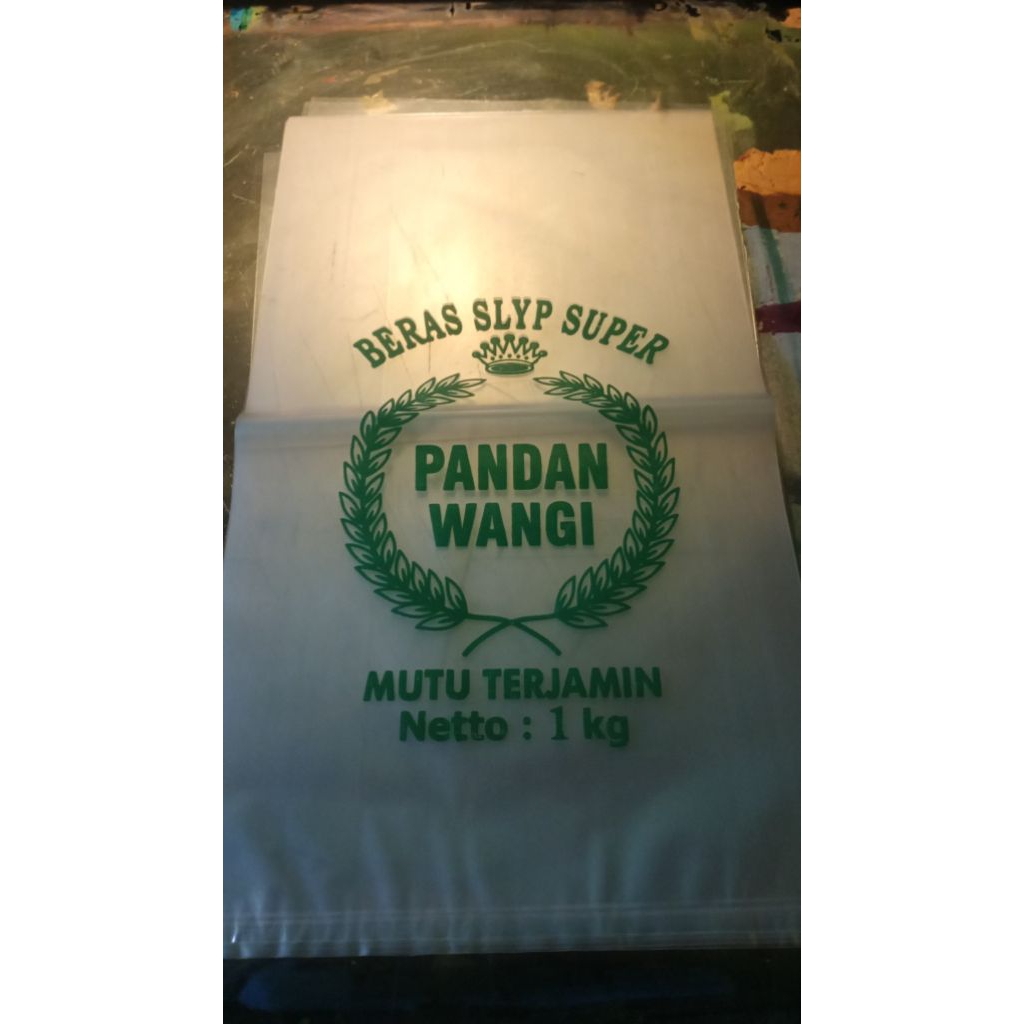 BERAS SLYP SUPER
PANDAN
WANGI
MUTU TERJAMIN
Netto : 1 kg